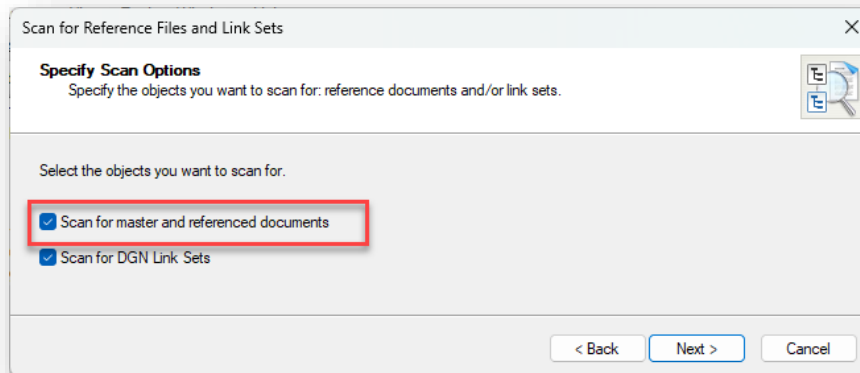 Scan for Reference Files and Link Sets
Specify Scan Options
Specify the objects you want to scan for: reference documents and/or link sets.
Select the objects you want to scan for.
Scan for master and referenced documents
Scan for DGN Link Sets
< Back Next > Cancel